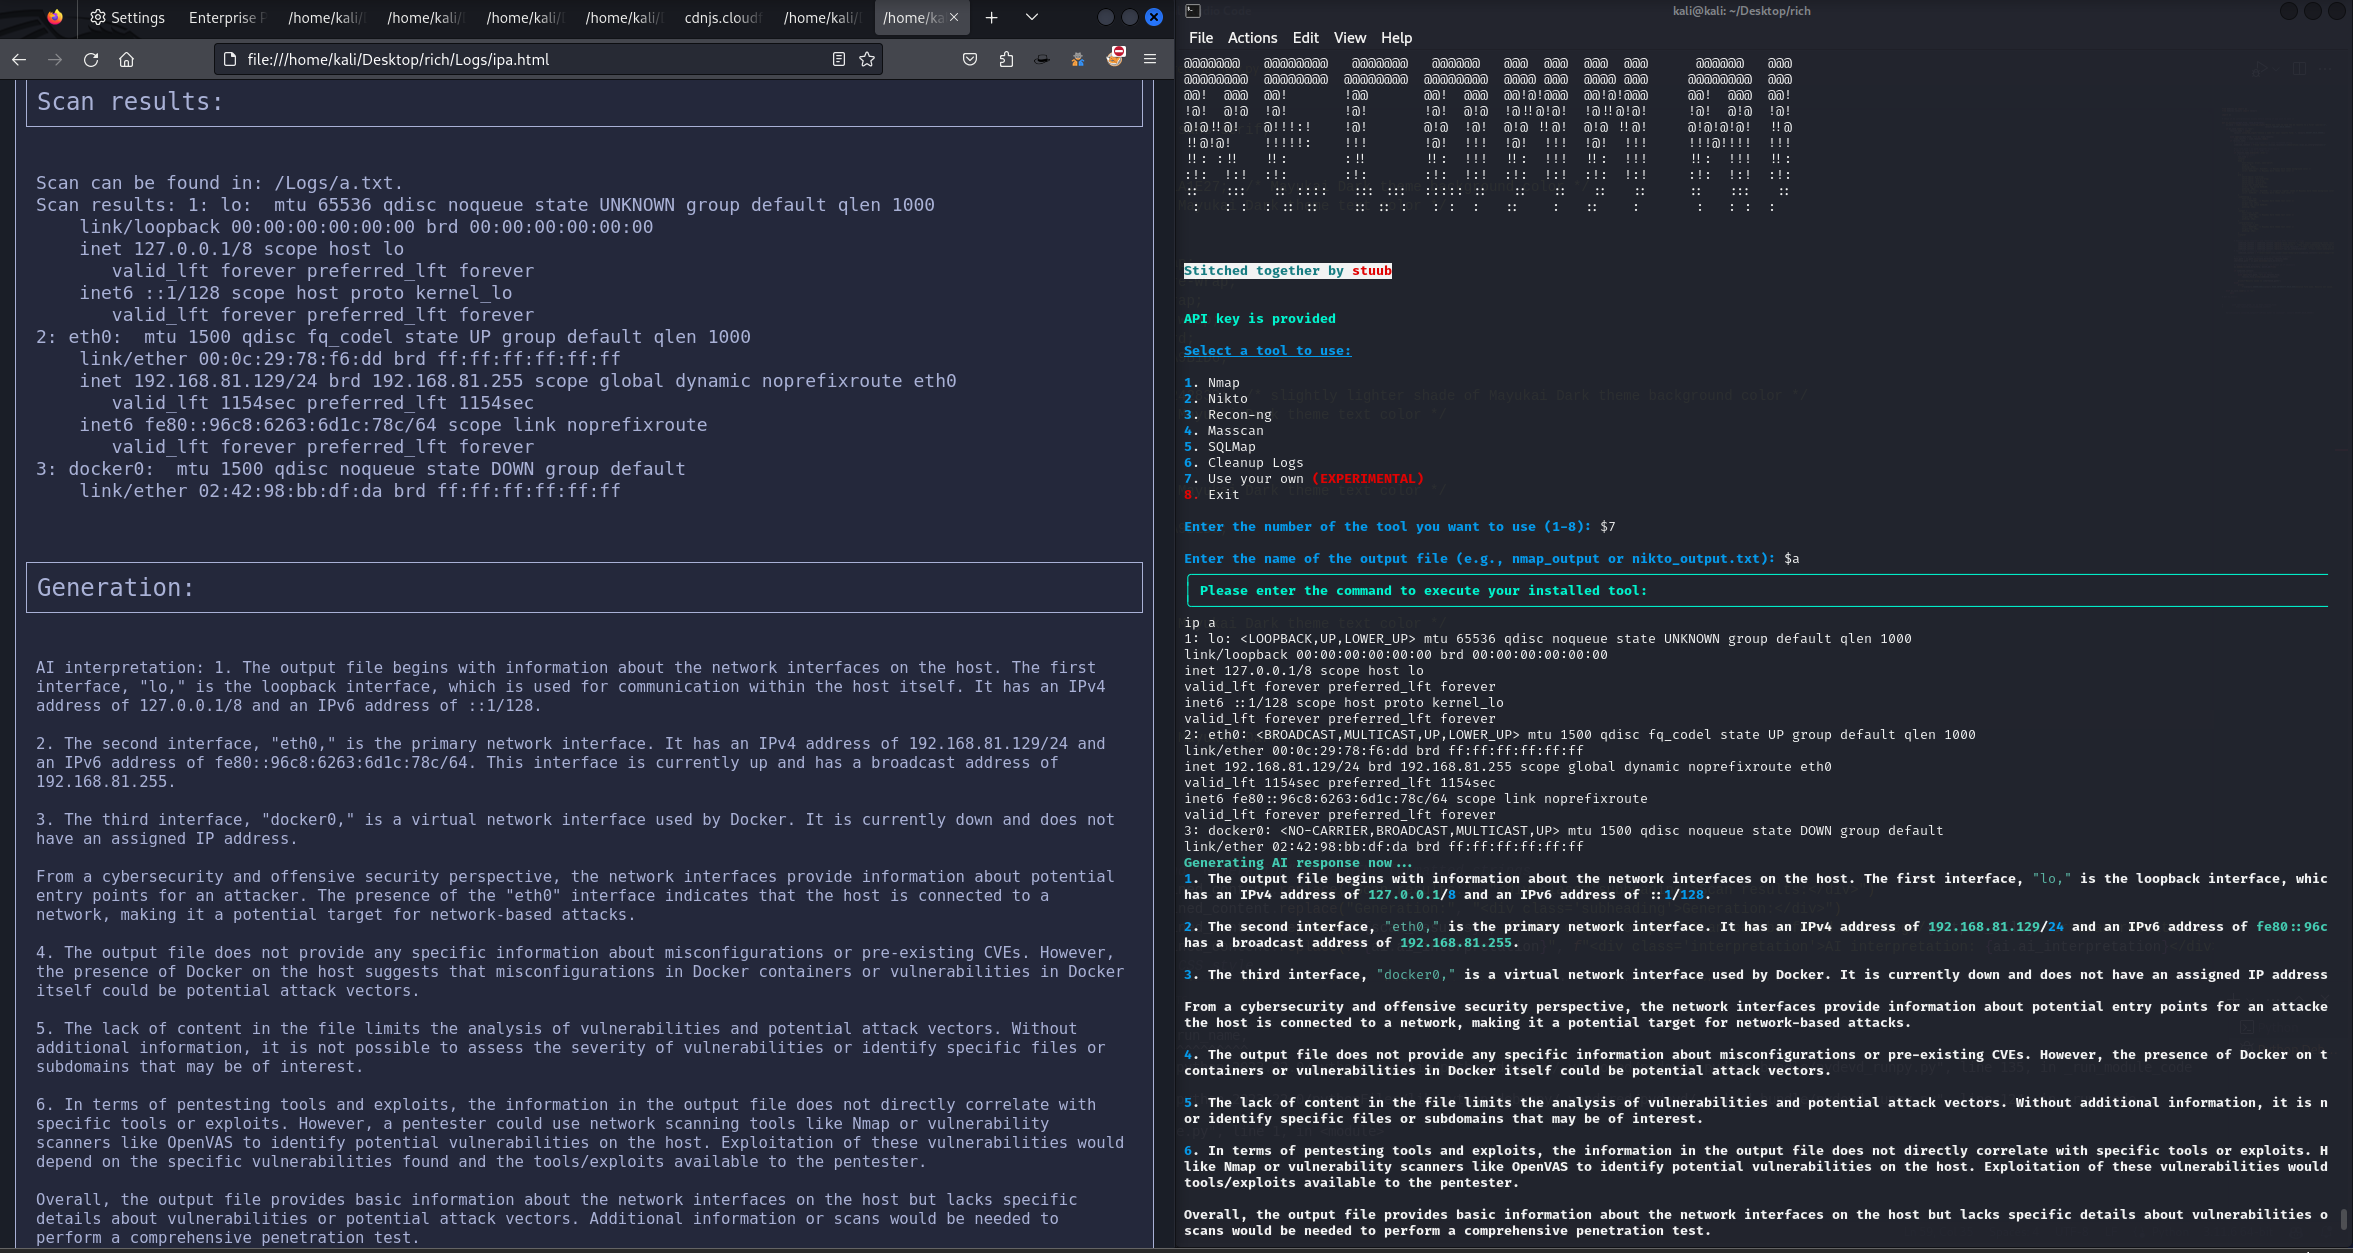 Settings
Enterprise
/home/kali/
/home/kali/
/home/kali/
/home/kali/
cdnjs.cloud
/home/kali/
/home/ka
file:///home/kali/Desktop/rich/Logs/ipa.html
Scan results:
Scan can be found in: /Logs/a.txt.
Scan results: 1: lo:  mtu 65536 qdisc noqueue state UNKNOWN group default qlen 1000
link/loopback 00:00:00:00:00:00 brd 00:00:00:00:00:00
inet 127.0.0.1/8 scope host lo
valid_lft forever preferred_lft forever
inet6 ::1/128 scope host proto kernel_lo
valid_lft forever preferred_lft forever
2: eth0:  mtu 1500 qdisc fq_codel state UP group default qlen 1000
link/ether 00:0c:29:78:f6:dd brd ff:ff:ff:ff:ff:ff
inet 192.168.81.129/24 brd 192.168.81.255 scope global dynamic noprefixroute eth0
valid_lft 1154sec preferred_lft 1154sec
inet6 fe80::96c8:6263:6d1c:78c/64 scope link noprefixroute
valid_lft forever preferred_lft forever
3: docker0:  mtu 1500 qdisc noqueue state DOWN group default
link/ether 02:42:98:bb:df:da brd ff:ff:ff:ff:ff:ff
Generation:
AI interpretation: 1. The output file begins with information about the network interfaces on the host. The first
interface, "lo," is the loopback interface, which is used for communication within the host itself. It has an IPv4
address of 127.0.0.1/8 and an IPv6 address of ::1/128.
2. The second interface, "eth0," is the primary network interface. It has an IPv4 address of 192.168.81.129/24 and
an IPv6 address of fe80::96c8:6263:6d1c:78c/64. This interface is currently up and has a broadcast address of
192.168.81.255.
3. The third interface, "docker0," is a virtual network interface used by Docker. It is currently down and does not
have an assigned IP address.
From a cybersecurity and offensive security perspective, the network interfaces provide information about potential
entry points for an attacker. The presence of the "eth0" interface indicates that the host is connected to a
network, making it a potential target for network-based attacks.
4. The output file does not provide any specific information about misconfigurations or pre-existing CVEs. However,
the presence of Docker on the host suggests that misconfigurations in Docker containers or vulnerabilities in Docker
itself could be potential attack vectors.
5. The lack of content in the file limits the analysis of vulnerabilities and potential attack vectors. Without
additional information, it is not possible to assess the severity of vulnerabilities or identify specific files or
subdomains that may be of interest.
6. In terms of pentesting tools and exploits, the information in the output file does not directly correlate with
specific tools or exploits. However, a pentester could use network scanning tools like Nmap or vulnerability
scanners like OpenVAS to identify potential vulnerabilities on the host. Exploitation of these vulnerabilities would
depend on the specific vulnerabilities found and the tools/exploits available to the pentester.
Overall, the output file provides basic information about the network interfaces on the host but lacks specific
details about vulnerabilities or potential attack vectors. Additional information or scans would be needed to
perform a comprehensive penetration test.
kali@kali: ~/Desktop/rich
File Actions Edit View Help
Stitched together by stuub
API key is provided
Select a tool to use:
1. Nmap
2. Nikto
3. Recon-ng
4. Masscan
5. SQLMap
6. Cleanup Logs
7. Use your own (EXPERIMENTAL)
8. Exit
Enter the number of the tool you want to use (1-8): $7
Enter the name of the output file (e.g., nmap_output or nikto_output.txt): $a
Please enter the command to execute your installed tool:
ip a
1: lo: <LOOPBACK,UP,LOWER_UP> mtu 65536 qdisc noqueue state UNKNOWN group default qlen 1000
link/loopback 00:00:00:00:00:00 brd 00:00:00:00:00:00
inet 127.0.0.1/8 scope host lo
valid_lft forever preferred_lft forever
inet6 ::1/128 scope host proto kernel_lo
valid_lft forever preferred_lft forever
2: eth0: <BROADCAST,MULTICAST,UP,LOWER_UP> mtu 1500 qdisc fq_codel state UP group default qlen 1000
link/ether 00:0c:29:78:f6:dd brd ff:ff:ff:ff:ff:ff
inet 192.168.81.129/24 brd 192.168.81.255 scope global dynamic noprefixroute eth0
valid_lft 1154sec preferred_lft 1154sec
inet6 fe80::96c8:6263:6d1c:78c/64 scope link noprefixroute
valid_lft forever preferred_lft forever
3: docker0: <NO-CARRIER,BROADCAST,MULTICAST,UP> mtu 1500 qdisc noqueue state DOWN group default
link/ether 02:42:98:bb:df:da brd ff:ff:ff:ff:ff:ff
Generating AI response now...
1. The output file begins with information about the network interfaces on the host. The first interface, "lo," is the loopback interface, whic
has an IPv4 address of 127.0.0.1/8 and an IPv6 address of ::1/128.
2. The second interface, "eth0," is the primary network interface. It has an IPv4 address of 192.168.81.129/24 and an IPv6 address of fe80::96c
has a broadcast address of 192.168.81.255.
3. The third interface, "docker0," is a virtual network interface used by Docker. It is currently down and does not have an assigned IP address
From a cybersecurity and offensive security perspective, the network interfaces provide information about potential entry points for an attacke
the host is connected to a network, making it a potential target for network-based attacks.
4. The output file does not provide any specific information about misconfigurations or pre-existing CVEs. However, the presence of Docker on t
containers or vulnerabilities in Docker itself could be potential attack vectors.
5. The lack of content in the file limits the analysis of vulnerabilities and potential attack vectors. Without additional information, it is n
or identify specific files or subdomains that may be of interest.
6. In terms of pentesting tools and exploits, the information in the output file does not directly correlate with specific tools or exploits. H
like Nmap or vulnerability scanners like OpenVAS to identify potential vulnerabilities on the host. Exploitation of these vulnerabilities would
tools/exploits available to the pentester.
Overall, the output file provides basic information about the network interfaces on the host but lacks specific details about vulnerabilities o
scans would be needed to perform a comprehensive penetration test.